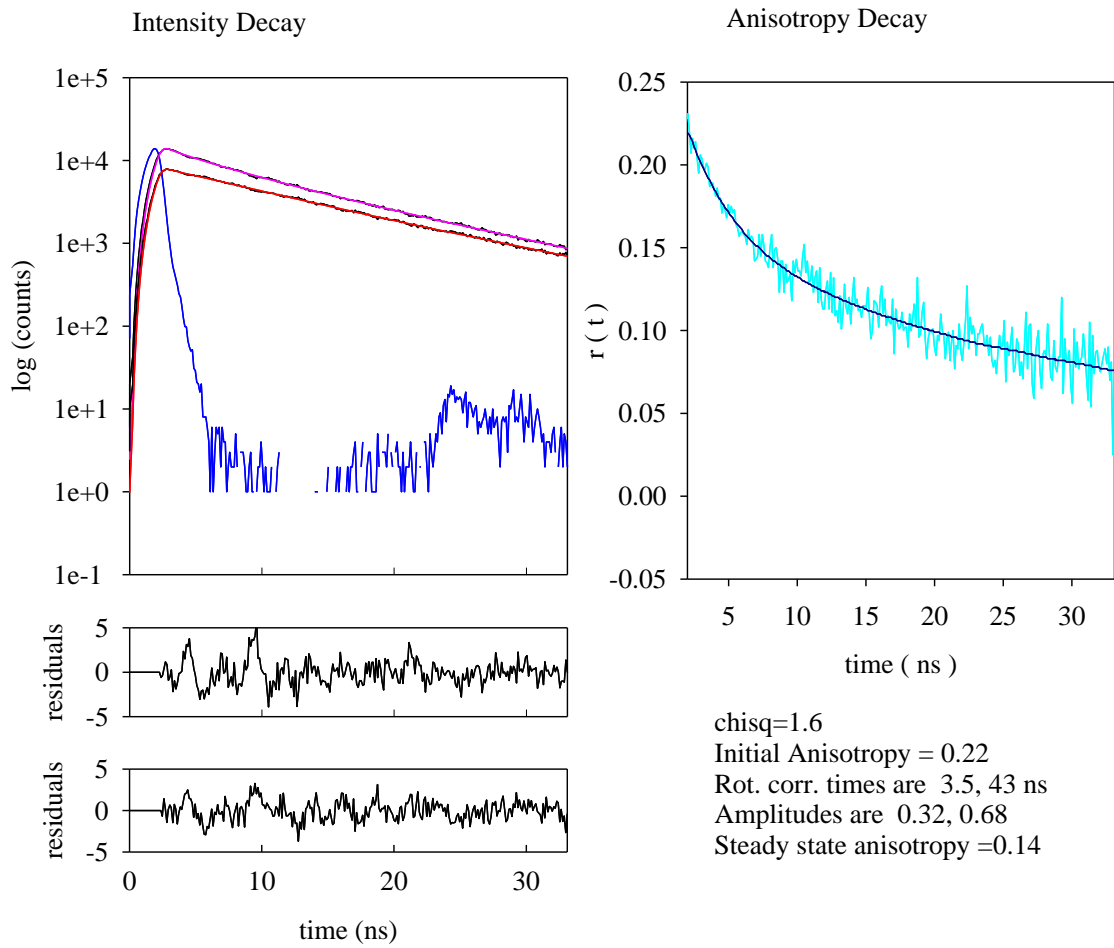 Intensity Decay
1e+5
1e+4
1e+3
1e+2
1e+1
1e+0
1e-1
log (counts)
5
0
-5
residuals
5
0
-5
residuals
0 10 20 30
time (ns)
Anisotropy Decay
0.25
0.20
0.15
0.10
0.05
0.00
-0.05
r ( t )
5 10 15 20 25 30
time ( ns )
chisq=1.6
Initial Anisotropy = 0.22
Rot. corr. times are 3.5, 43 ns
Amplitudes are 0.32, 0.68
Steady state anisotropy =0.14